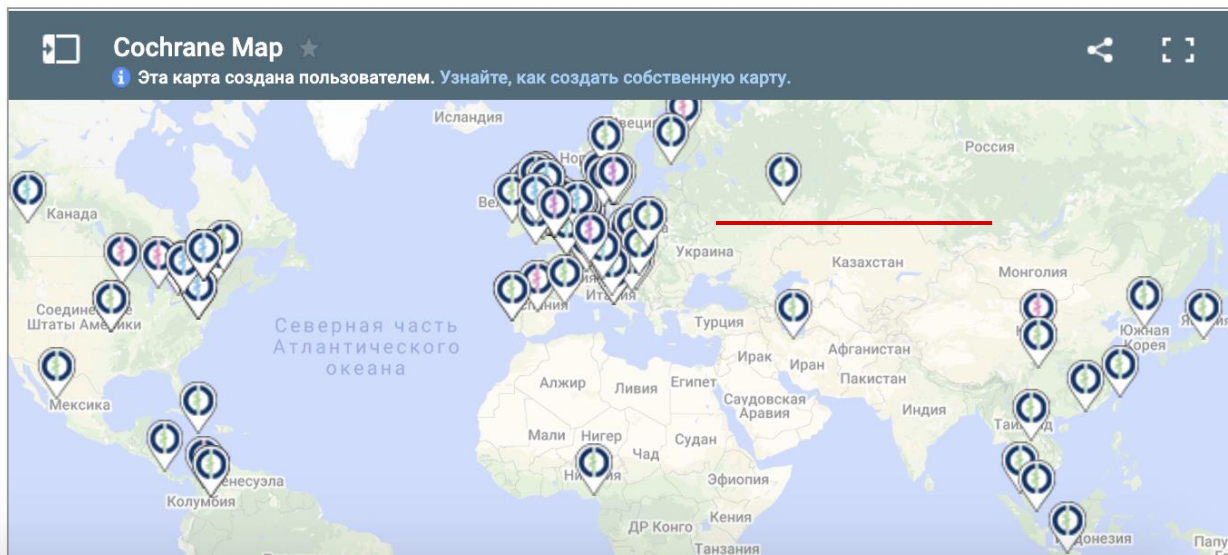 Cochrane Map
Эта карта создана пользователем. Узнайте, как создать собственную карту.
Исландия
Россия
Канада
Украина
Казахстан
Монголия
Штаты Америки
Северная часть
Атлантического
океана
Турция
Южная
Корея
Ирак
Иран
Афганистан
Пакистан
Алжир
Ливия
Египет
Саудовская
Аравия
Индия
Мексика
Мали
Нигер
Чад
Судан
Эфиопия
Колумбия
ДР Конго
Кения
Танзания